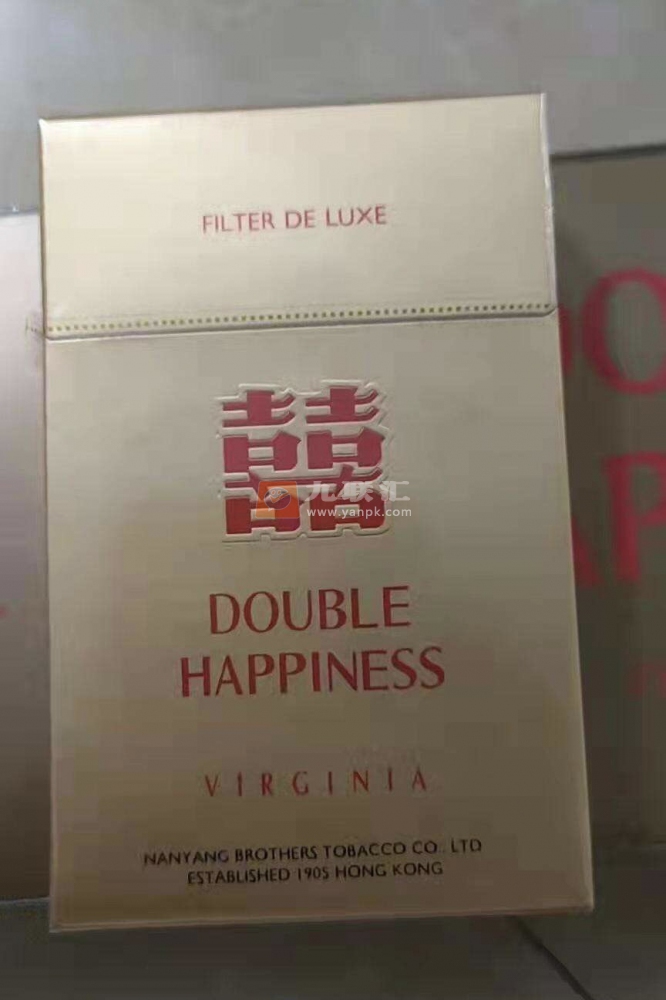 FILTER DE LUXE
囍
九联汇
www.yanpk.com
DOUBLE
HAPPINESS
VIRGINIA
NANYANG BROTHERS TOBACCO CO. LTD
ESTABLISHED 1905 HONG KONG